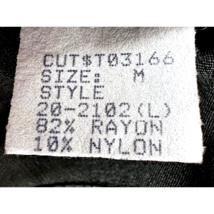 CUT$T03166
SIZE: M
STYLE
20-2102(L)
82% RAYON
10% NYLON